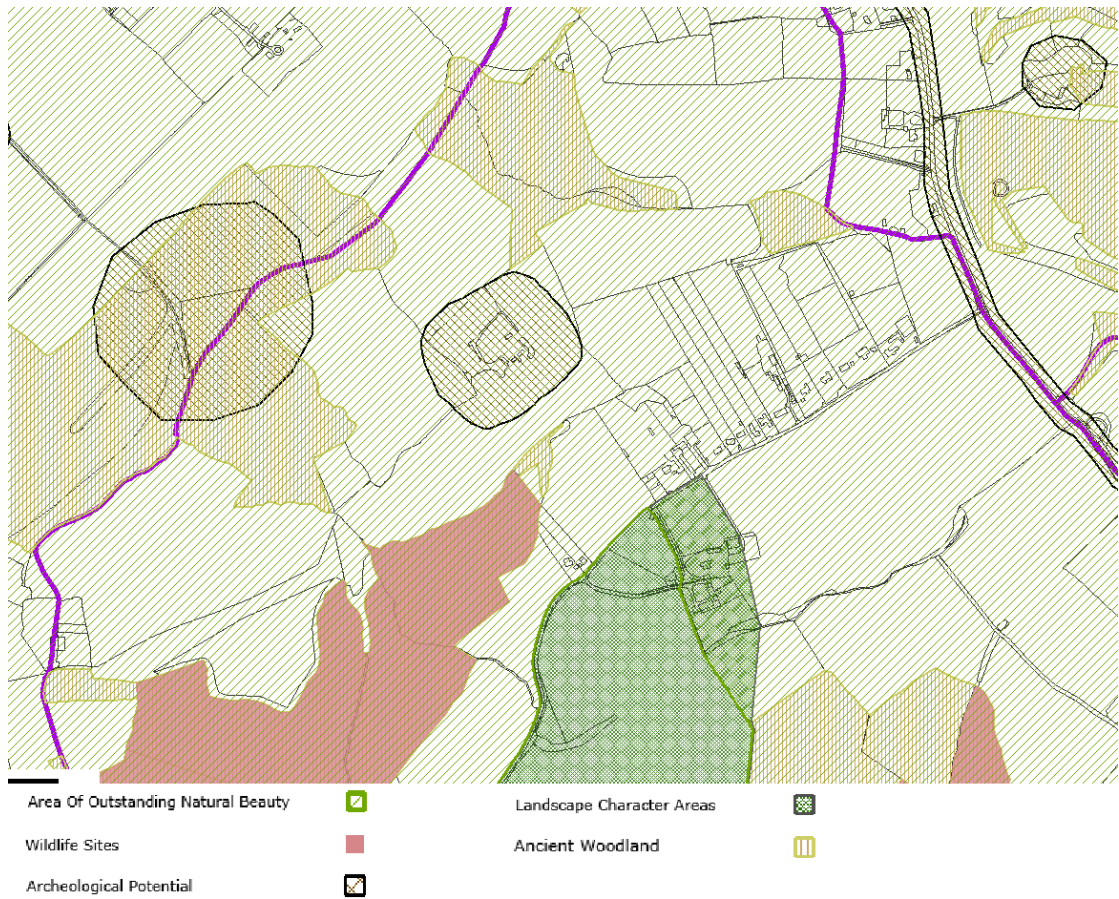 Area Of Outstanding Natural Beauty
Landscape Character Areas
Wildlife Sites
Ancient Woodland
Archeological Potential